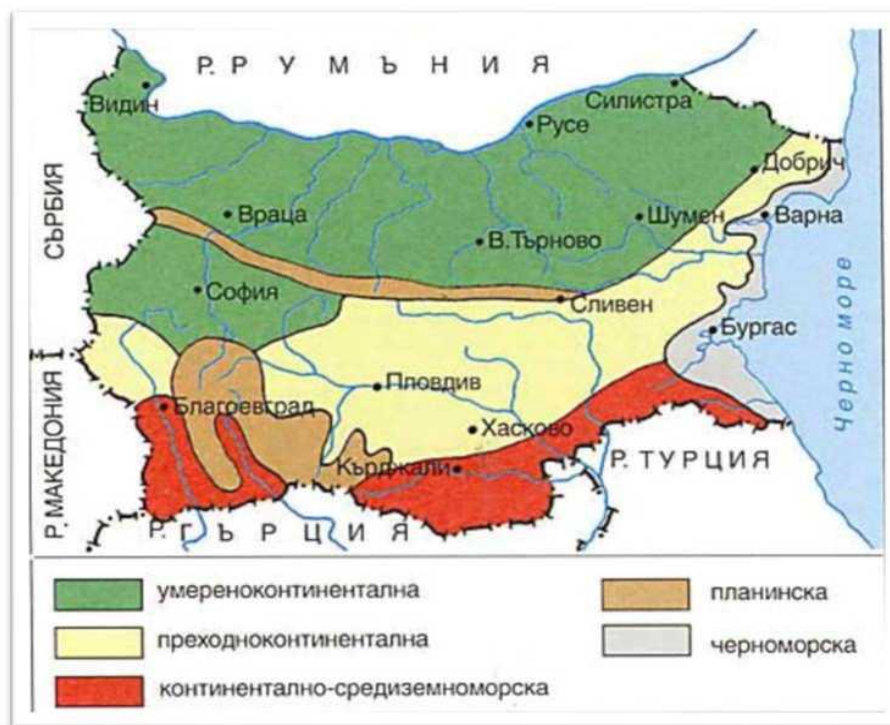 Р. Р У М Ъ Н И Я
Видин
Силистра
Русе
Добрич
СЪРБИЯ
Враца
Шумен
Варна
В.Търново
София
Сливен
Бургас
Черно море
Пловдив
Благоевград
Хасково
Кърджали
Р. МАКЕДОНИЯ
Р. ТУРЦИЯ
Р. Г Ъ Р Ц И Я
умереноконтинентална
планинска
преходноконтинентална
черноморска
континентално-средиземноморска